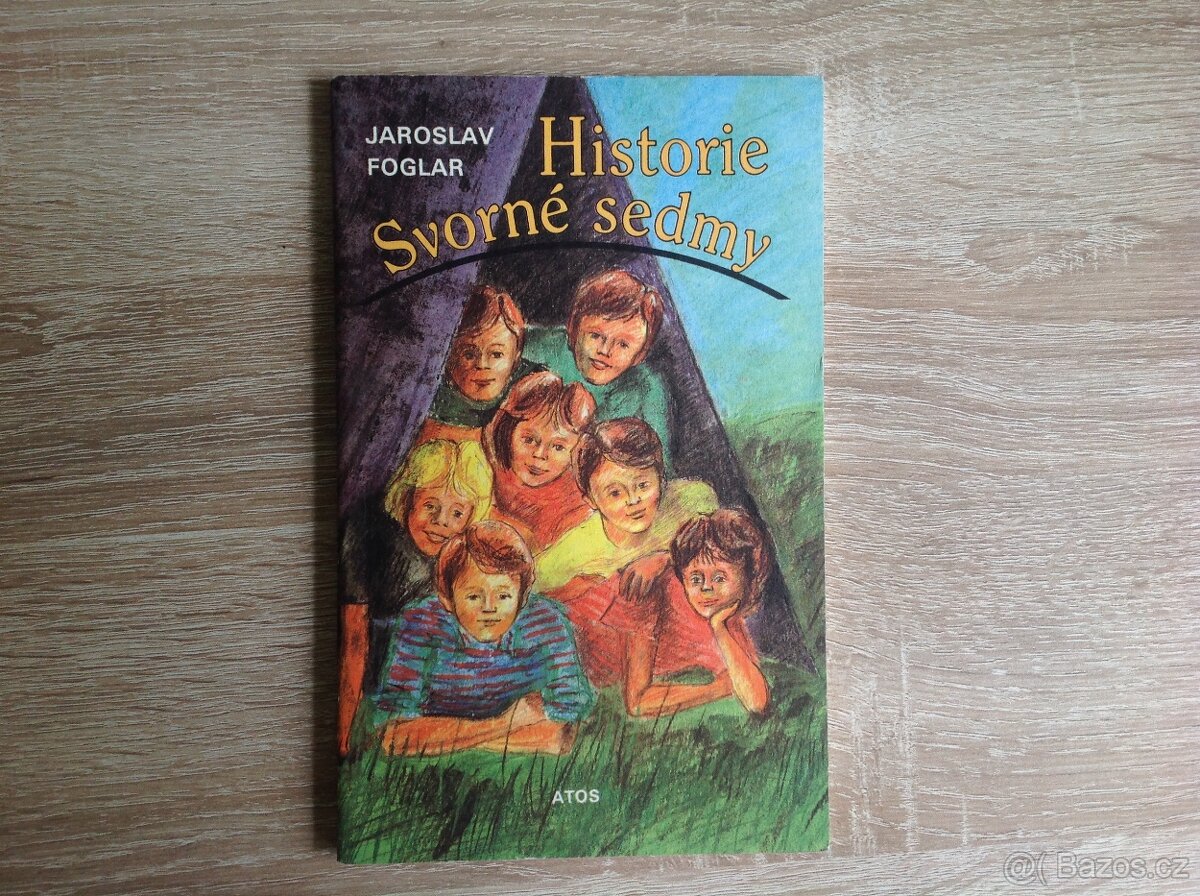 JAROSLAV
FOGLAR
Historie
Svorné sedmy
ATOS
@( Bazos.cz